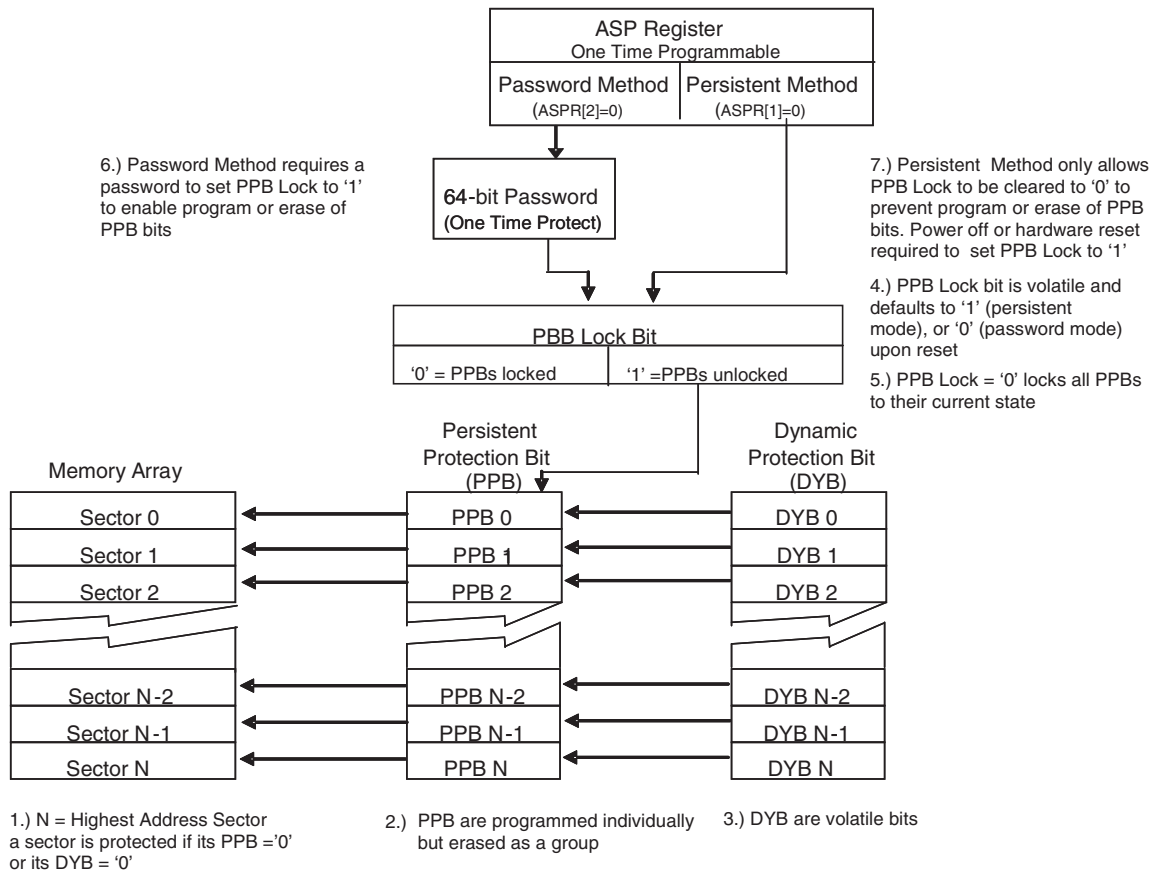 ASP Register
One Time Programmable
Password Method
(ASPR[2]=0)
Persistent Method
(ASPR[1]=0)
6.) Password Method requires a
password to set PPB Lock to ‘1’
to enable program or erase of
PPB bits
64-bit Password
(One Time Protect)
7.) Persistent Method only allows
PPB Lock to be cleared to ‘0’ to
prevent program or erase of PPB
bits. Power off or hardware reset
required to set PPB Lock to ‘1’
4.) PPB Lock bit is volatile and
defaults to ‘1’ (persistent
mode), or ‘0’ (password mode)
upon reset
5.) PPB Lock = ‘0’ locks all PPBs
to their current state
PBB Lock Bit
‘0’ = PPBs locked
‘1’ =PPBs unlocked
Memory Array
Persistent
Protection Bit
(PPB)
Dynamic
Protection Bit
(DYB)
Sector 0
PPB 0
DYB 0
Sector 1
PPB 1
DYB 1
Sector 2
PPB 2
DYB 2
Sector N-2
PPB N-2
DYB N-2
Sector N-1
PPB N-1
DYB N-1
Sector N
PPB N
DYB N
1.) N = Highest Address Sector
a sector is protected if its PPB =‘0’
or its DYB = ‘0’
2.) PPB are programmed individually
but erased as a group
3.) DYB are volatile bits